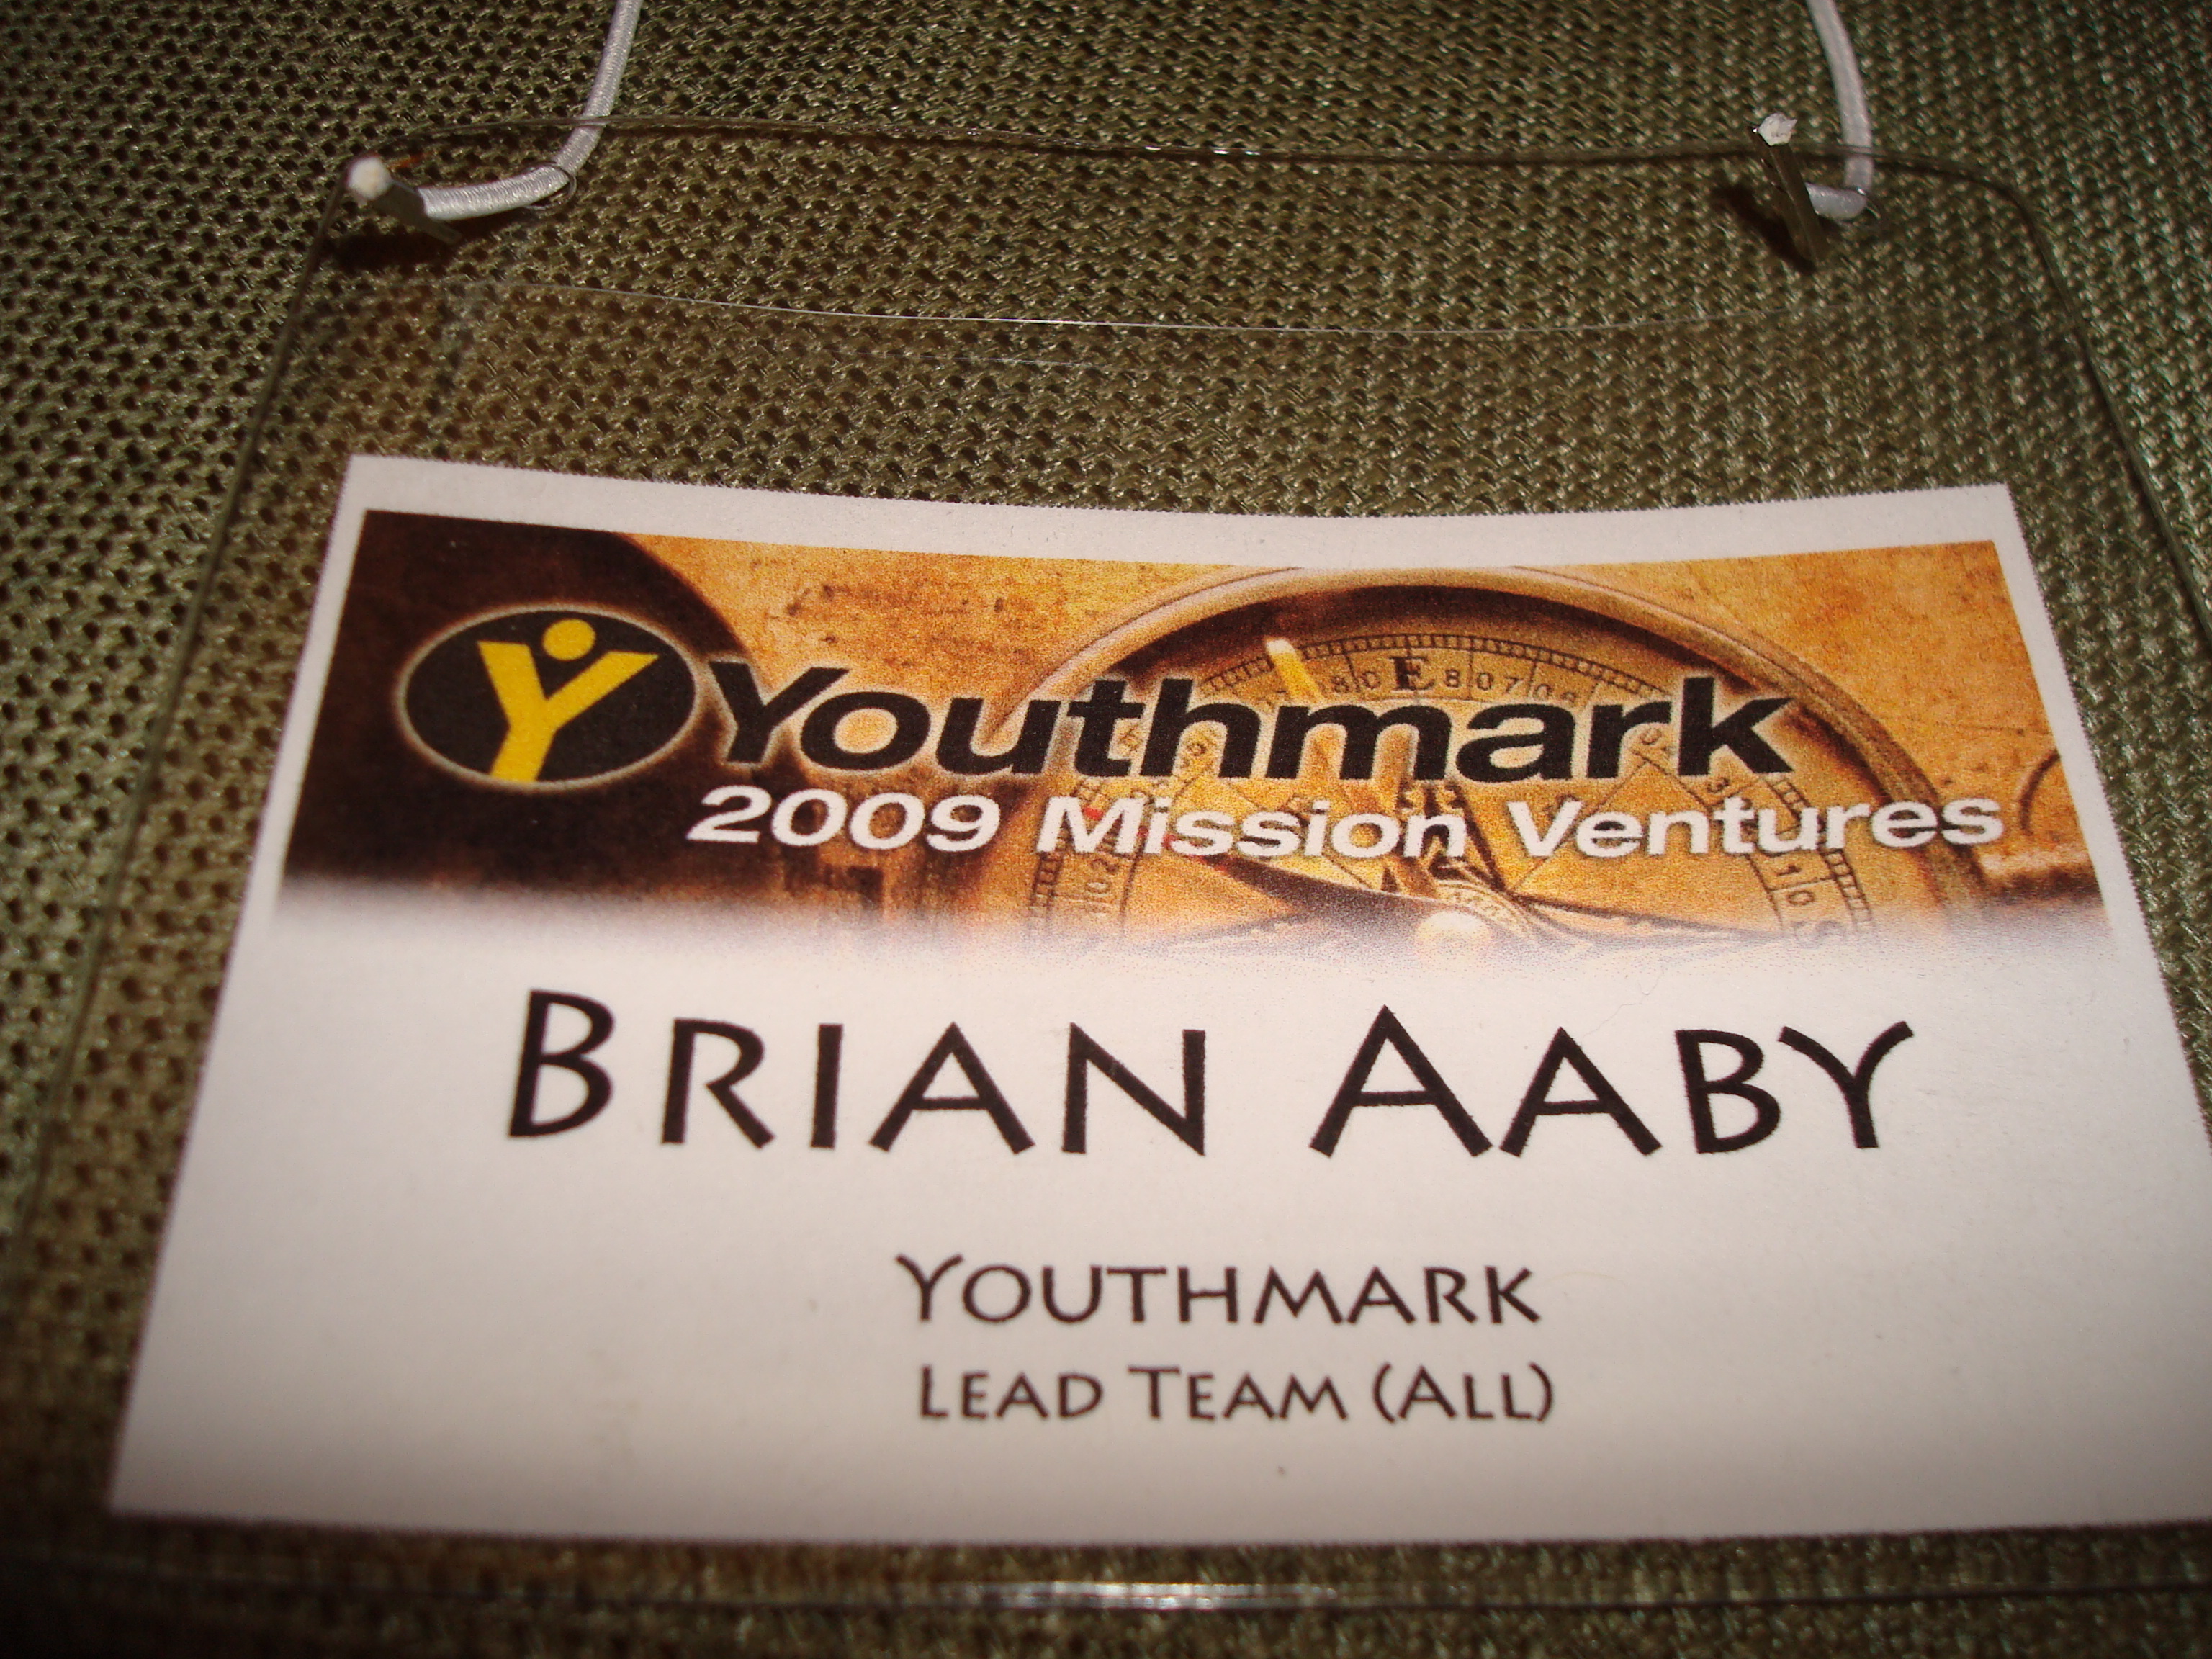 Youthmark
2009 Mission Ventures
BRIAN AABY
YOUTHMARK
LEAD TEAM (ALL)